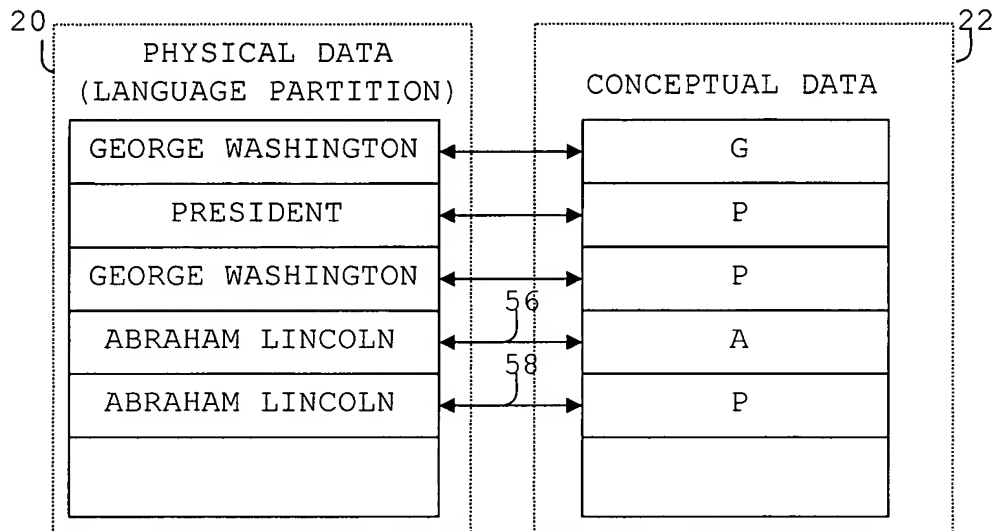 20
22
PHYSICAL DATA
(LANGUAGE PARTITION)
CONCEPTUAL DATA
GEORGE WASHINGTON
G
PRESIDENT
P
GEORGE WASHINGTON
P
56
ABRAHAM LINCOLN
A
58
ABRAHAM LINCOLN
P